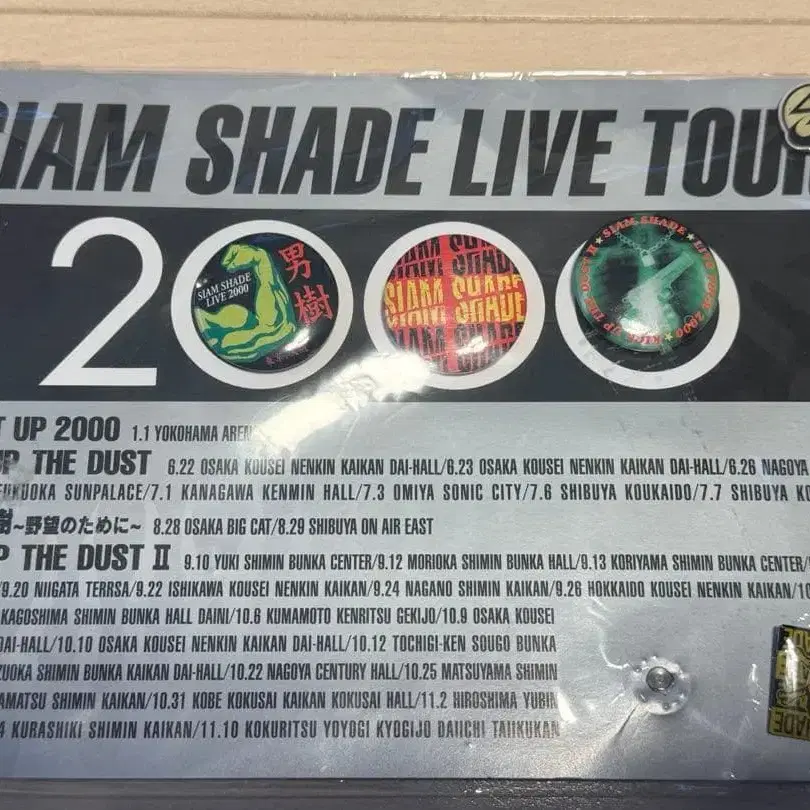 SIAM SHADE LIVE TOUR
2000
SIAM SHADE
LIVE 2000
男樹
SIAM SHADE
SIAM SHADE
SIAM SHADE
★SIAM SHADE★LIVE TOUR 2000★KICK UP THE DUST II
T UP 2000 1.1 YOKOHAMA AREN
UP THE DUST 6.22 OSAKA KOUSEI NENKIN KAIKAN DAI-HALL/6.23 OSAKA KOUSEI NENKIN KAIKAN DAI-HALL/6.26 NAGOYA
FUKUOKA SUNPALACE/7.1 KANAGAWA KENMIN HALL/7.3 OMIYA SONIC CITY/7.6 SHIBUYA KOUKAIDO/7.7 SHIBUYA KO
樹~野望のために~ 8.28 OSAKA BIG CAT/8.29 SHIBUYA ON AIR EAST
P THE DUST II 9.10 YUKI SHIMIN BUNKA CENTER/9.12 MORIOKA SHIMIN BUNKA HALL/9.13 KORIYAMA SHIMIN BUNKA CENTER/
/9.20 NIIGATA TERRSA/9.22 ISHIKAWA KOUSEI NENKIN KAIKAN/9.24 NAGANO SHIMIN KAIKAN/9.26 HOKKAIDO KOUSEI NENKIN KAIKAN/10
KAGOSHIMA SHIMIN BUNKA HALL DAINI/10.6 KUMAMOTO KENRITSU GEKIJO/10.9 OSAKA KOUSEI
DAI-HALL/10.10 OSAKA KOUSEI NENKIN KAIKAN DAI-HALL/10.12 TOCHIGI-KEN SOUGO BUNKA
ZUOKA SHIMIN BUNKA KAIKAN DAI-HALL/10.22 NAGOYA CENTURY HALL/10.25 MATSUYAMA SHIMIN
AMATSU SHIMIN KAIKAN/10.31 KOBE KOKUSAI KAIKAN KOKUSAI HALL/11.2 HIROSHIMA YUBIN
4 KURASHIKI SHIMIN KAIKAN/11.10 KOKURITSU YOYOGI KYOGIJO DAIICHI TAIIKUKAN